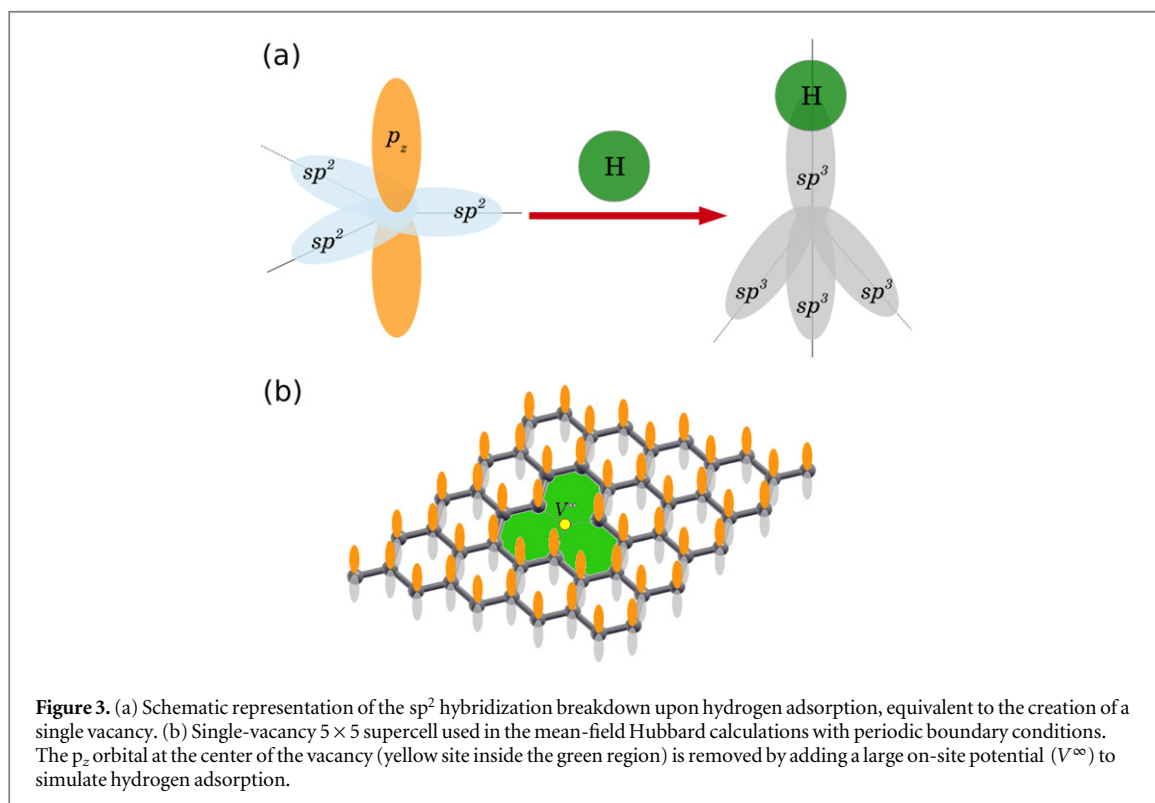 (a)
p_z
H
sp²
sp²
sp²
H
sp³
sp³
sp³
sp³
(b)
V^∞
Figure 3. (a) Schematic representation of the sp² hybridization breakdown upon hydrogen adsorption, equivalent to the creation of a
single vacancy. (b) Single-vacancy 5 × 5 supercell used in the mean-field Hubbard calculations with periodic boundary conditions.
The p_z orbital at the center of the vacancy (yellow site inside the green region) is removed by adding a large on-site potential (V^∞) to
simulate hydrogen adsorption.